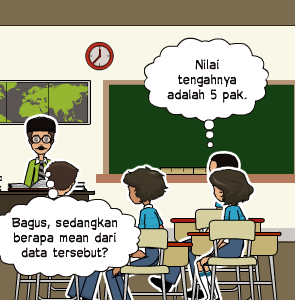 Nilai
tengahnya
adalah 5 pak.
Bagus, sedangkan
berapa mean dari
data tersebut?